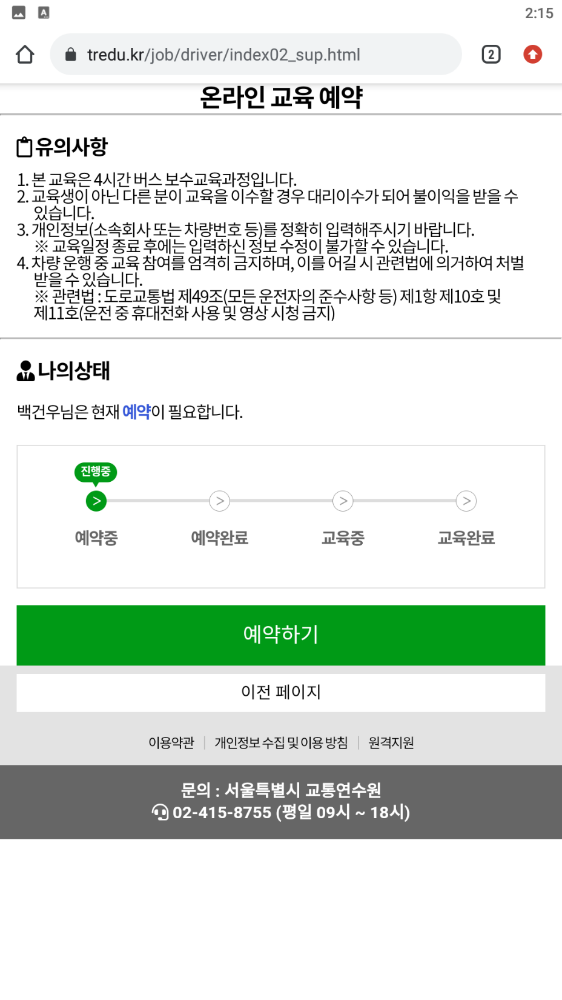 2:15
tredu.kr/job/driver/index02_sup.html
2
온라인 교육 예약
유의사항
1. 본 교육은 4시간 버스 보수교육과정입니다.
2. 교육생이 아닌 다른 분이 교육을 이수할 경우 대리이수가 되어 불이익을 받을 수
있습니다.
3. 개인정보(소속회사 또는 차량번호 등)를 정확히 입력해주시기 바랍니다.
※ 교육일정 종료 후에는 입력하신 정보 수정이 불가할 수 있습니다.
4. 차량 운행 중 교육 참여를 엄격히 금지하며, 이를 어길 시 관련법에 의거하여 처벌
받을 수 있습니다.
※ 관련법 : 도로교통법 제49조(모든 운전자의 준수사항 등) 제1항 제10호 및
제11호(운전 중 휴대전화 사용 및 영상 시청 금지)
나의상태
백건우님은 현재 예약이 필요합니다.
진행중
> > > >
예약중 예약완료 교육중 교육완료
예약하기
이전 페이지
이용약관 | 개인정보 수집 및 이용 방침 | 원격지원
문의 : 서울특별시 교통연수원
02-415-8755 (평일 09시 ~ 18시)